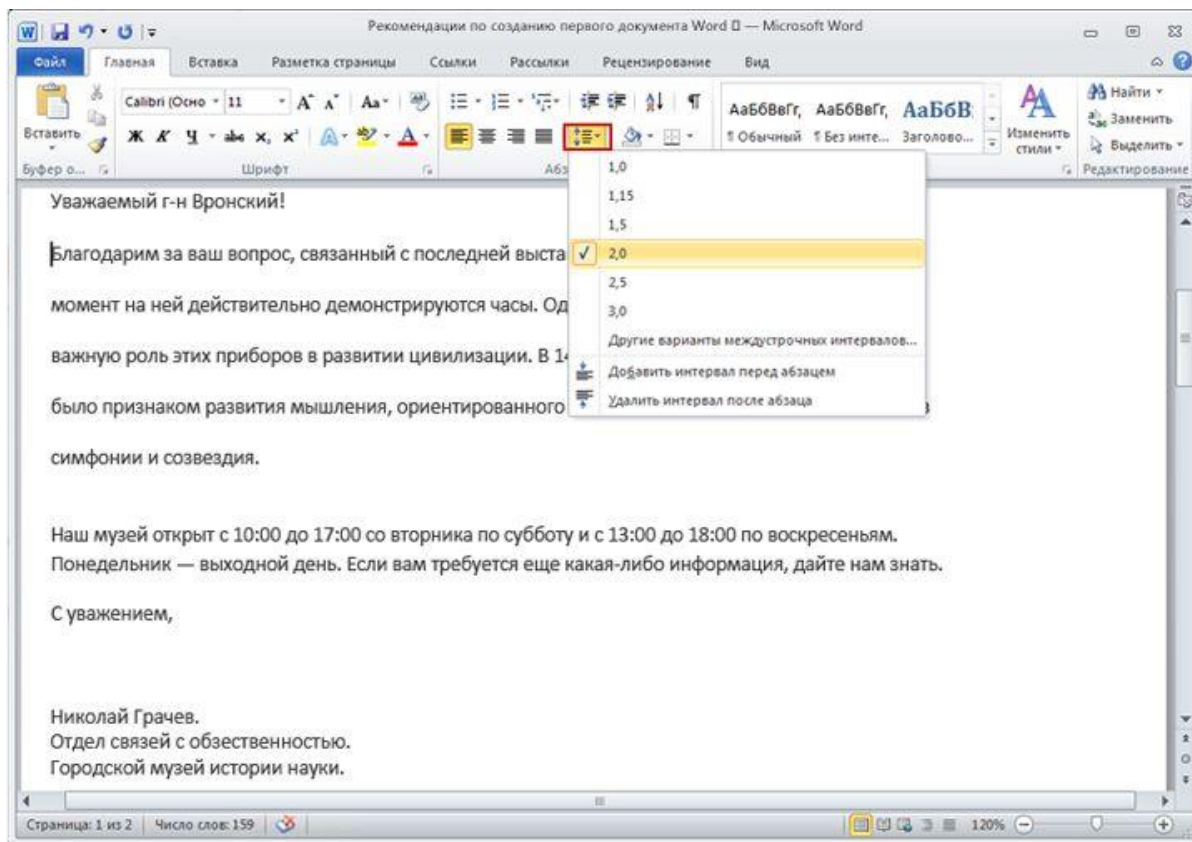 Рекомендации по созданию первого документа Word — Microsoft Word
Файл Главная Вставка Разметка страницы Ссылки Рассылки Рецензирование Вид
Вставить
Calibri (Осно 11
Ж К Ч abc x, x²
АаБбВвГг, АаБбВвГг, АаБбВ
¶ Обычный ¶ Без инте... Заголово...
Изменить стили
Найти
Заменить
Выделить
Буфер о... Шрифт Абз Редактирование
1,0
1,15
1,5
2,0
2,5
3,0
Другие варианты междустрочных интервалов...
Добавить интервал перед абзацем
Удалить интервал после абзаца
Уважаемый г-н Вронский!
Благодарим за ваш вопрос, связанный с последней выста
момент на ней действительно демонстрируются часы. Од
важную роль этих приборов в развитии цивилизации. В 14
было признаком развития мышления, ориентированного
симфонии и созвездия.
Наш музей открыт с 10:00 до 17:00 со вторника по субботу и с 13:00 до 18:00 по воскресеньям.
Понедельник — выходной день. Если вам требуется еще какая-либо информация, дайте нам знать.
С уважением,
Николай Грачев.
Отдел связей с обзественностью.
Городской музей истории науки.
Страница: 1 из 2 Число слов: 159 120%